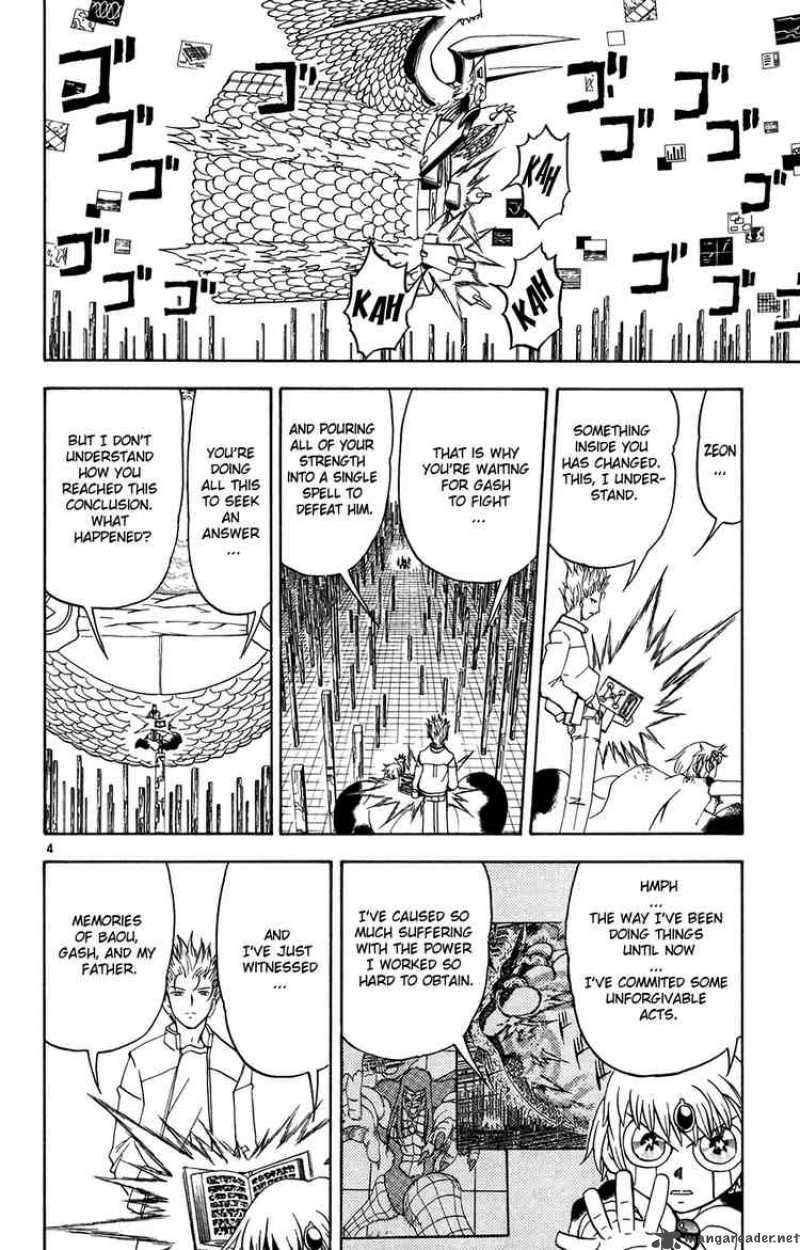 ゴ
ゴ
ゴ
ゴ
ゴ
ゴ
ゴ
ゴ
ゴ
ゴ
ゴ
KAH
KAH
KAH
ZEON
...
SOMETHING
INSIDE YOU
HAS CHANGED.
THIS, I UNDER-
STAND.
THAT IS WHY
YOU'RE WAITING
FOR GASH
TO FIGHT
...
AND POURING
ALL OF YOUR
STRENGTH
INTO A SINGLE
SPELL TO
DEFEAT HIM.
YOU'RE
DOING
ALL THIS
TO SEEK
AN
ANSWER
...
BUT I DON'T
UNDERSTAND
HOW YOU
REACHED THIS
CONCLUSION.
WHAT
HAPPENED?
4
HMPH
...
THE WAY I'VE BEEN
DOING THINGS
UNTIL NOW
...
I'VE COMMITED SOME
UNFORGIVABLE
ACTS.
I'VE CAUSED SO
MUCH SUFFERING
WITH THE POWER
I WORKED SO
HARD TO OBTAIN.
AND
I'VE JUST
WITNESSED
...
MEMORIES
OF BAOU,
GASH, AND MY
FATHER.
mangareader.net